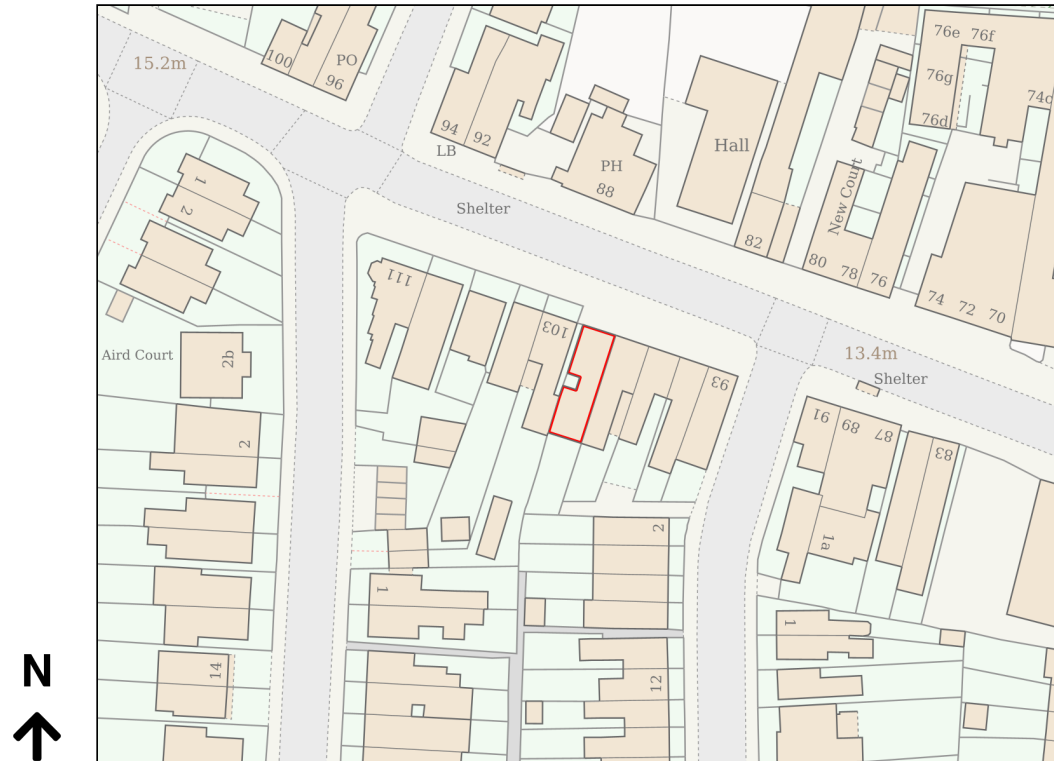 76e 76f
15.2m
100
PO
96
76g
74c
76d
94 92
Hall
LB
PH
88
1
2
New Court
Shelter
82
80 78 76
74 72 70
111
103
13.4m
Aird Court
2b
Shelter
93
91 89 87
2
83
2
1a
1
1
N
14
12